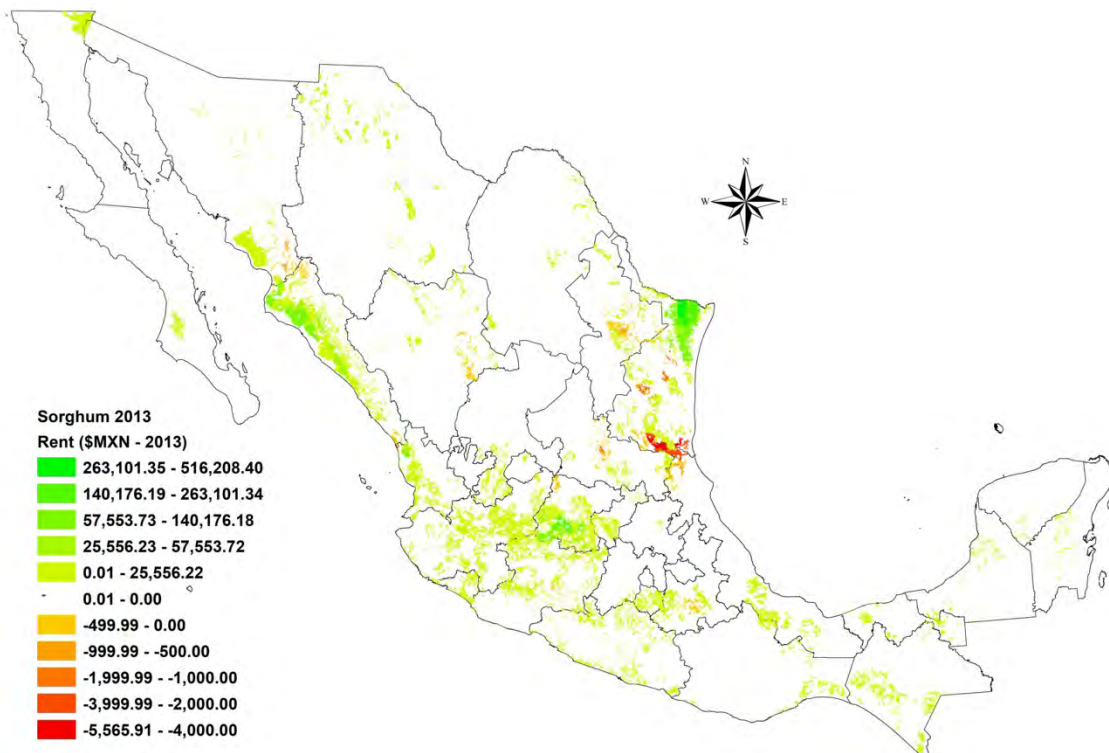 N
W E
S
Sorghum 2013
Rent ($MXN - 2013)
263,101.35 - 516,208.40
140,176.19 - 263,101.34
57,553.73 - 140,176.18
25,556.23 - 57,553.72
0.01 - 25,556.22
0.01 - 0.00
-499.99 - 0.00
-999.99 - -500.00
-1,999.99 - -1,000.00
-3,999.99 - -2,000.00
-5,565.91 - -4,000.00